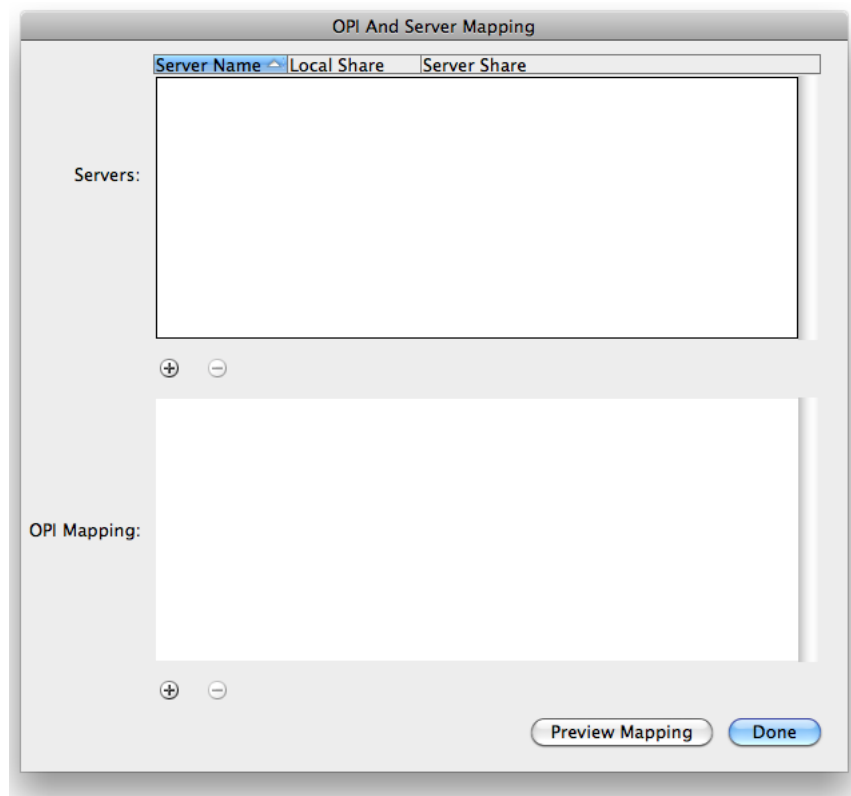 OPI And Server Mapping
Server Name Local Share Server Share
Servers:
OPI Mapping:
Preview Mapping Done